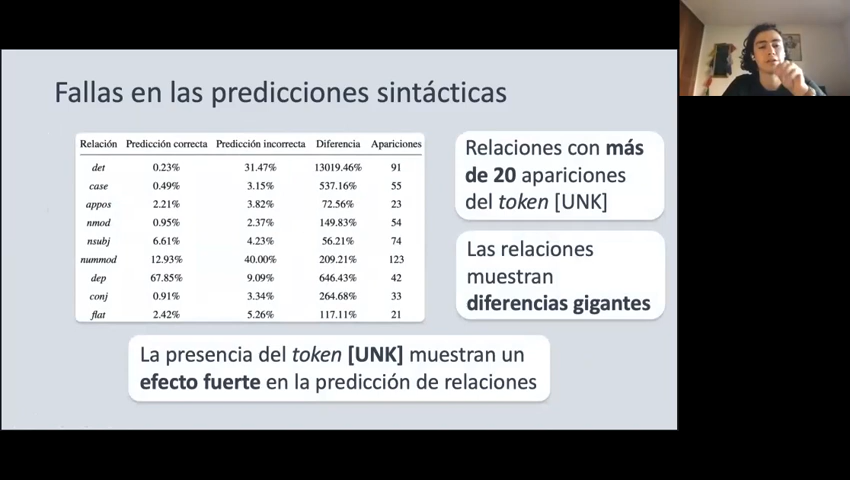 Fallas en las predicciones sintácticas
Relación Predicción correcta Predicción incorrecta Diferencia Apariciones
det 0.23% 31.47% 13019.46% 91
case 0.49% 3.15% 537.16% 55
appos 2.21% 3.82% 72.56% 23
nmod 0.95% 2.37% 149.83% 54
nsubj 6.61% 4.23% 56.21% 74
nummod 12.93% 40.00% 209.21% 123
dep 67.85% 9.09% 646.43% 42
conj 0.91% 3.34% 264.68% 33
flat 2.42% 5.26% 117.11% 21
Relaciones con más
de 20 apariciones
del token [UNK]
Las relaciones
muestran
diferencias gigantes
La presencia del token [UNK] muestran un
efecto fuerte en la predicción de relaciones